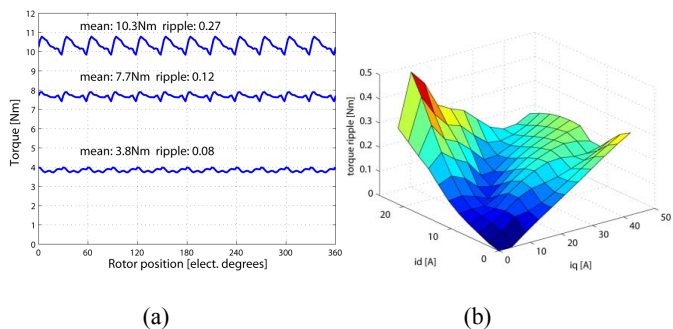 12
11
10
9
8
7
6
5
4
3
2
1
0
Torque [Nm]
mean: 10.3Nm ripple: 0.27
mean: 7.7Nm ripple: 0.12
mean: 3.8Nm ripple: 0.08
0 60 120 180 240 300 360
Rotor position [elect. degrees]
(a)
0.5
0.4
0.3
0.2
0.1
0
torque ripple [Nm]
20
10
0
id [A]
0
10
20
30
40
50
iq [A]
(b)